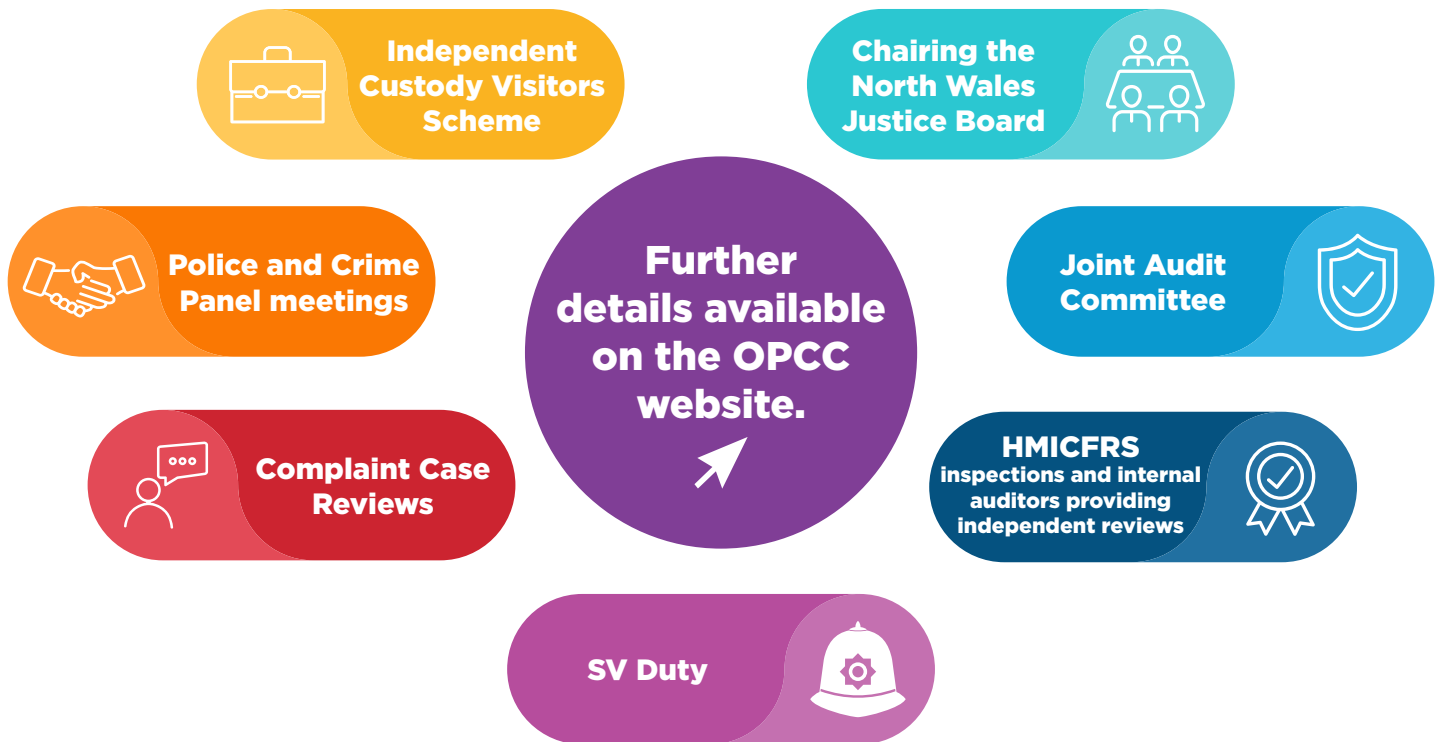 Independent
Custody Visitors
Scheme
Chairing the
North Wales
Justice Board
Police and Crime
Panel meetings
Further
details available
on the OPCC
website.
Joint Audit
Committee
Complaint Case
Reviews
HMICFRS
inspections and internal
auditors providing
independent reviews
SV Duty